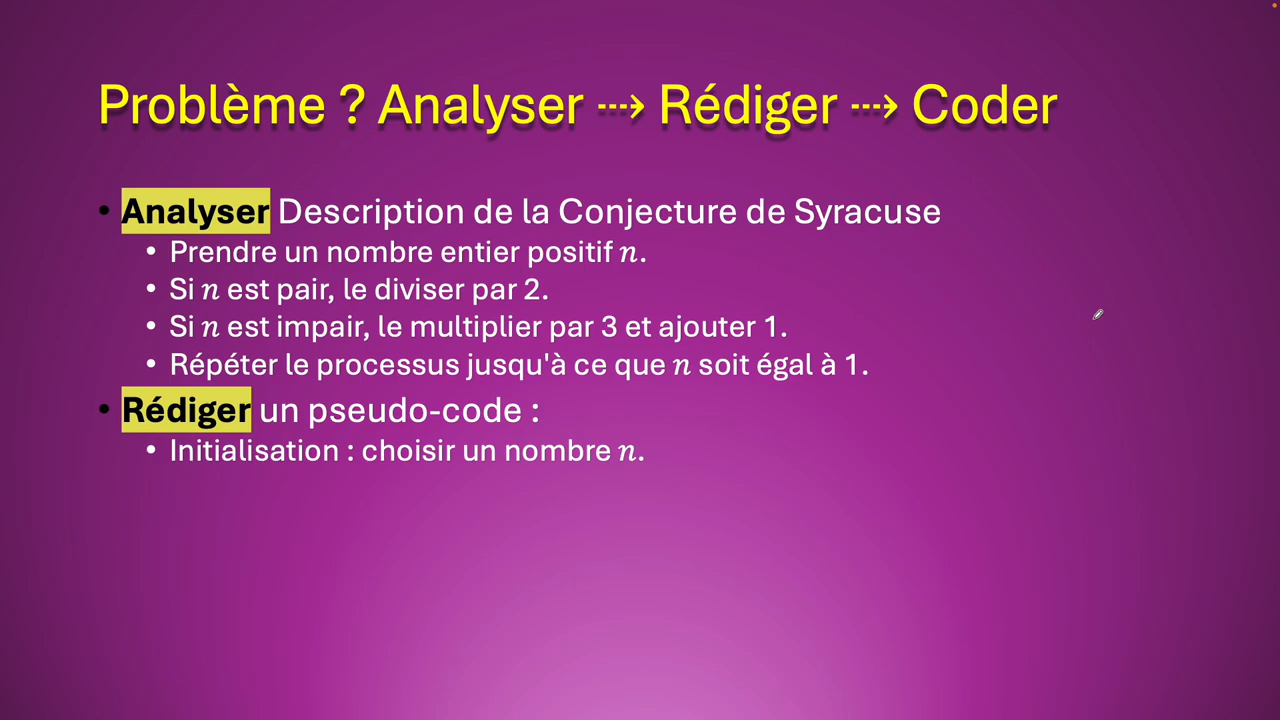 Problème ? Analyser ⤏ Rédiger ⤏ Coder
• Analyser Description de la Conjecture de Syracuse
• Prendre un nombre entier positif n.
• Si n est pair, le diviser par 2.
• Si n est impair, le multiplier par 3 et ajouter 1.
• Répéter le processus jusqu'à ce que n soit égal à 1.
• Rédiger un pseudo-code :
• Initialisation : choisir un nombre n.